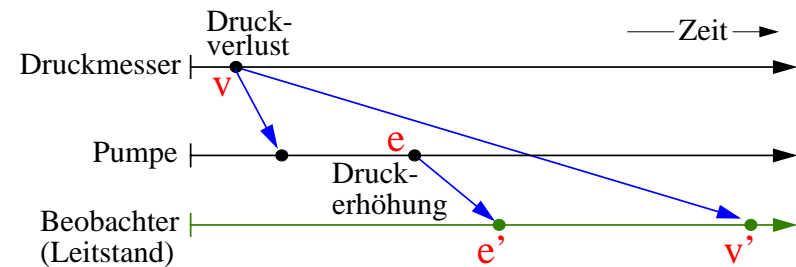 Druck-
verlust
Zeit
Druckmesser
v
Pumpe
e
Druck-
erhöhung
Beobachter
(Leitstand)
e’
v’